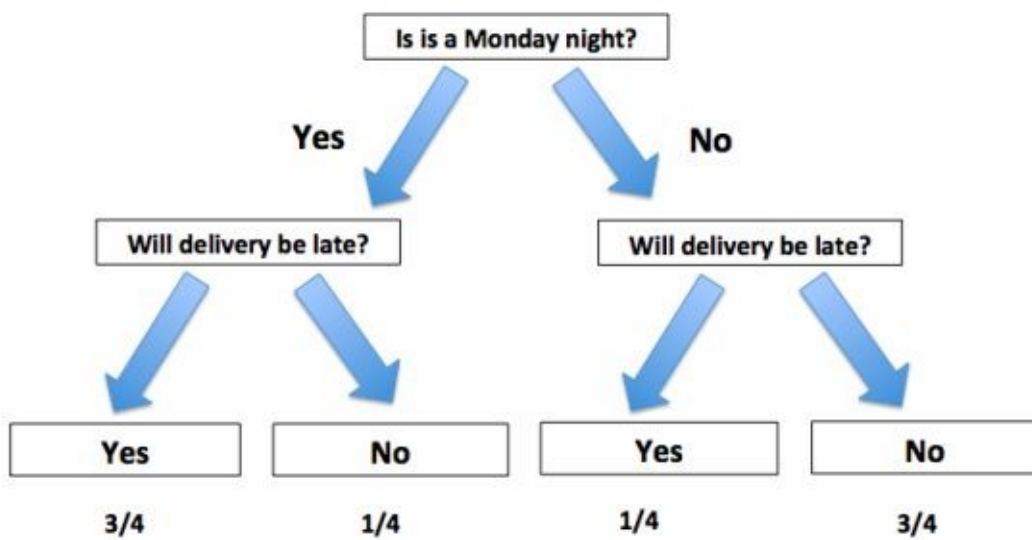 Is is a Monday night?
Yes
No
Will delivery be late?
Will delivery be late?
Yes
No
Yes
No
3/4
1/4
1/4
3/4